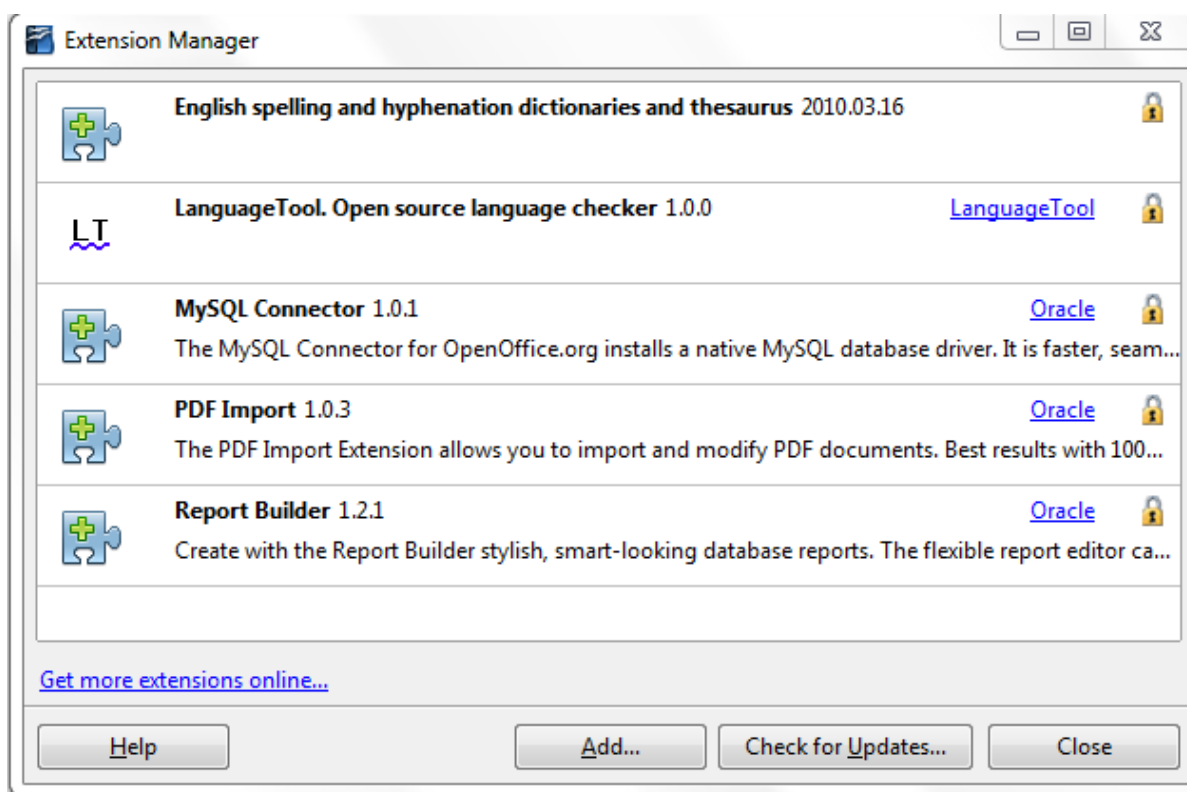 Extension Manager
English spelling and hyphenation dictionaries and thesaurus 2010.03.16
LT
LanguageTool. Open source language checker 1.0.0 LanguageTool
MySQL Connector 1.0.1 Oracle
The MySQL Connector for OpenOffice.org installs a native MySQL database driver. It is faster, seam...
PDF Import 1.0.3 Oracle
The PDF Import Extension allows you to import and modify PDF documents. Best results with 100...
Report Builder 1.2.1 Oracle
Create with the Report Builder stylish, smart-looking database reports. The flexible report editor ca...
Get more extensions online...
Help Add... Check for Updates... Close